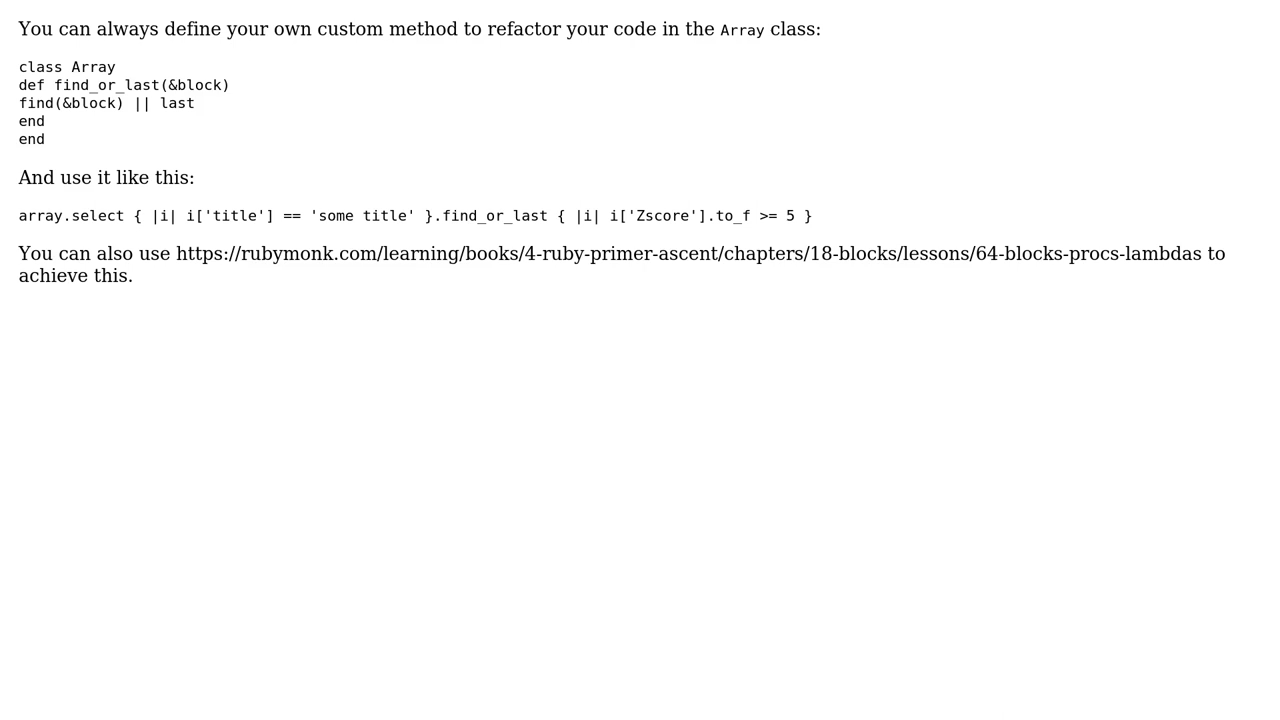 You can always define your own custom method to refactor your code in the Array class:
class Array
def find_or_last(&block)
find(&block) || last
end
end
And use it like this:
array.select { |i| i['title'] == 'some title' }.find_or_last { |i| i['Zscore'].to_f >= 5 }
You can also use https://rubymonk.com/learning/books/4-ruby-primer-ascent/chapters/18-blocks/lessons/64-blocks-procs-lambdas to
achieve this.